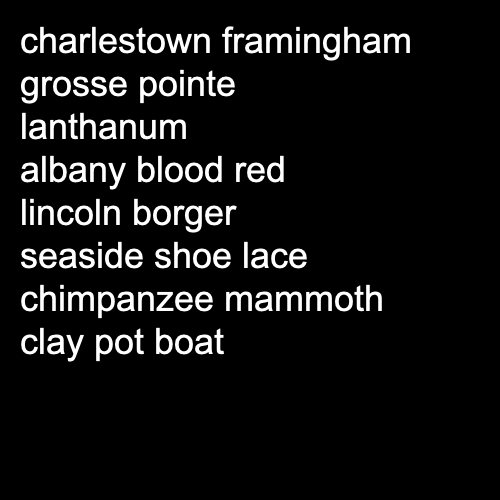 charlestown framingham
grosse pointe
lanthanum
albany blood red
lincoln borger
seaside shoe lace
chimpanzee mammoth
clay pot boat